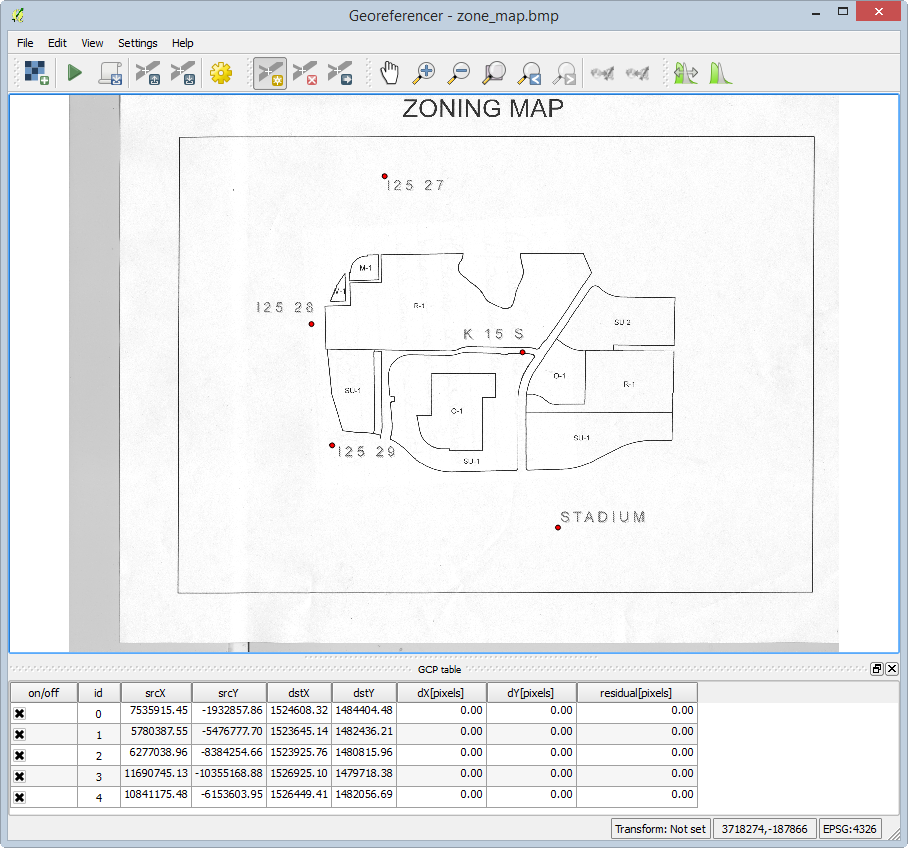 Georeferencer - zone_map.bmp
File Edit View Settings Help
ZONING MAP
I25 27
M-1
I25 28
R-1
SU-2
K 15 S
O-1
R-1
SU-1
C-1
SU-1
I25 29
SU-1
STADIUM
GCP table
on/off id srcX srcY dstX dstY dX[pixels] dY[pixels] residual[pixels]
0 7535915.45 -1932857.86 1524608.32 1484404.48 0.00 0.00 0.00
1 5780387.55 -5476777.70 1523645.14 1482436.21 0.00 0.00 0.00
2 6277038.96 -8384254.66 1523925.76 1480815.96 0.00 0.00 0.00
3 11690745.13 -10355168.88 1526925.10 1479718.38 0.00 0.00 0.00
4 10841175.48 -6153603.95 1526449.41 1482056.69 0.00 0.00 0.00
Transform: Not set 3718274,-187866 EPSG:4326